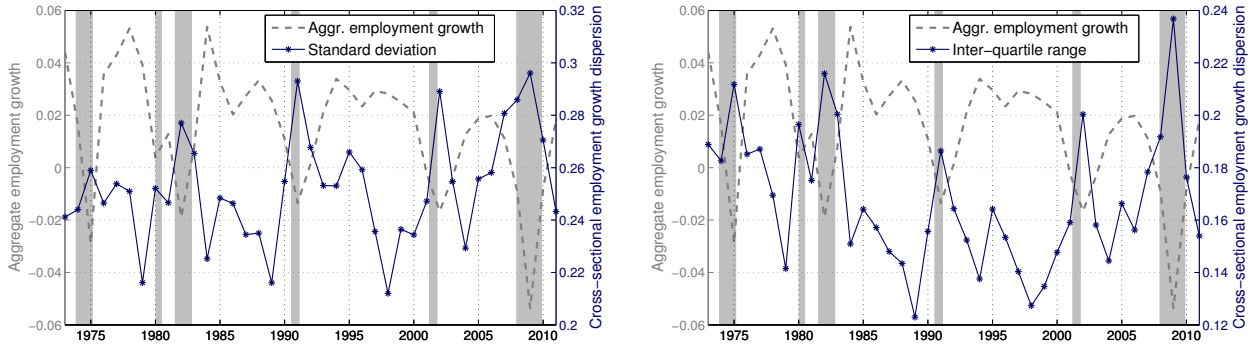 Aggr. employment growth
Standard deviation
Aggregate employment growth
0.06
0.04
0.02
0
−0.02
−0.04
−0.06
0.32
0.3
0.28
0.26
0.24
0.22
0.2
Cross−sectional employment growth dispersion
1975 1980 1985 1990 1995 2000 2005 2010
Aggr. employment growth
Inter−quartile range
Aggregate employment growth
0.06
0.04
0.02
0
−0.02
−0.04
−0.06
0.24
0.22
0.2
0.18
0.16
0.14
0.12
Cross−sectional employment growth dispersion
1975 1980 1985 1990 1995 2000 2005 2010